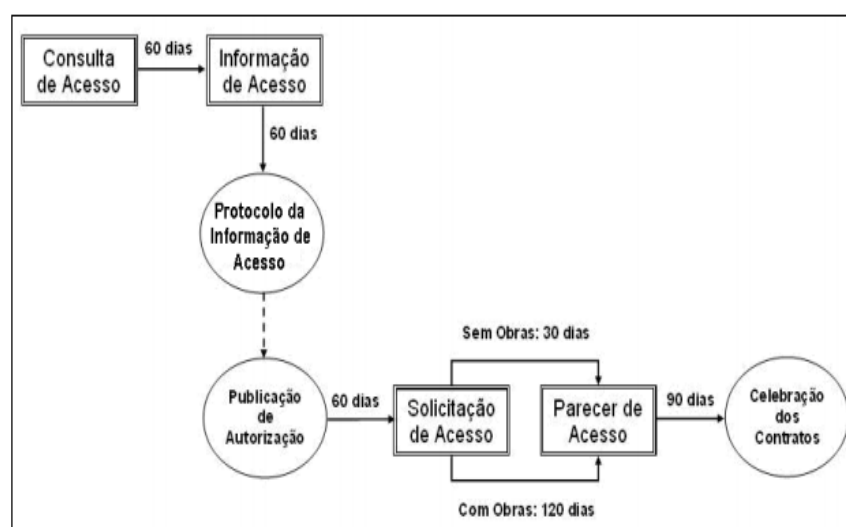 Consulta
de Acesso
60 dias
Informação
de Acesso
60 dias
Protocolo da
Informação de
Acesso
Publicação
de
Autorização
60 dias
Solicitação
de Acesso
Sem Obras: 30 dias
Com Obras: 120 dias
Parecer de
Acesso
90 dias
Celebração
dos
Contratos